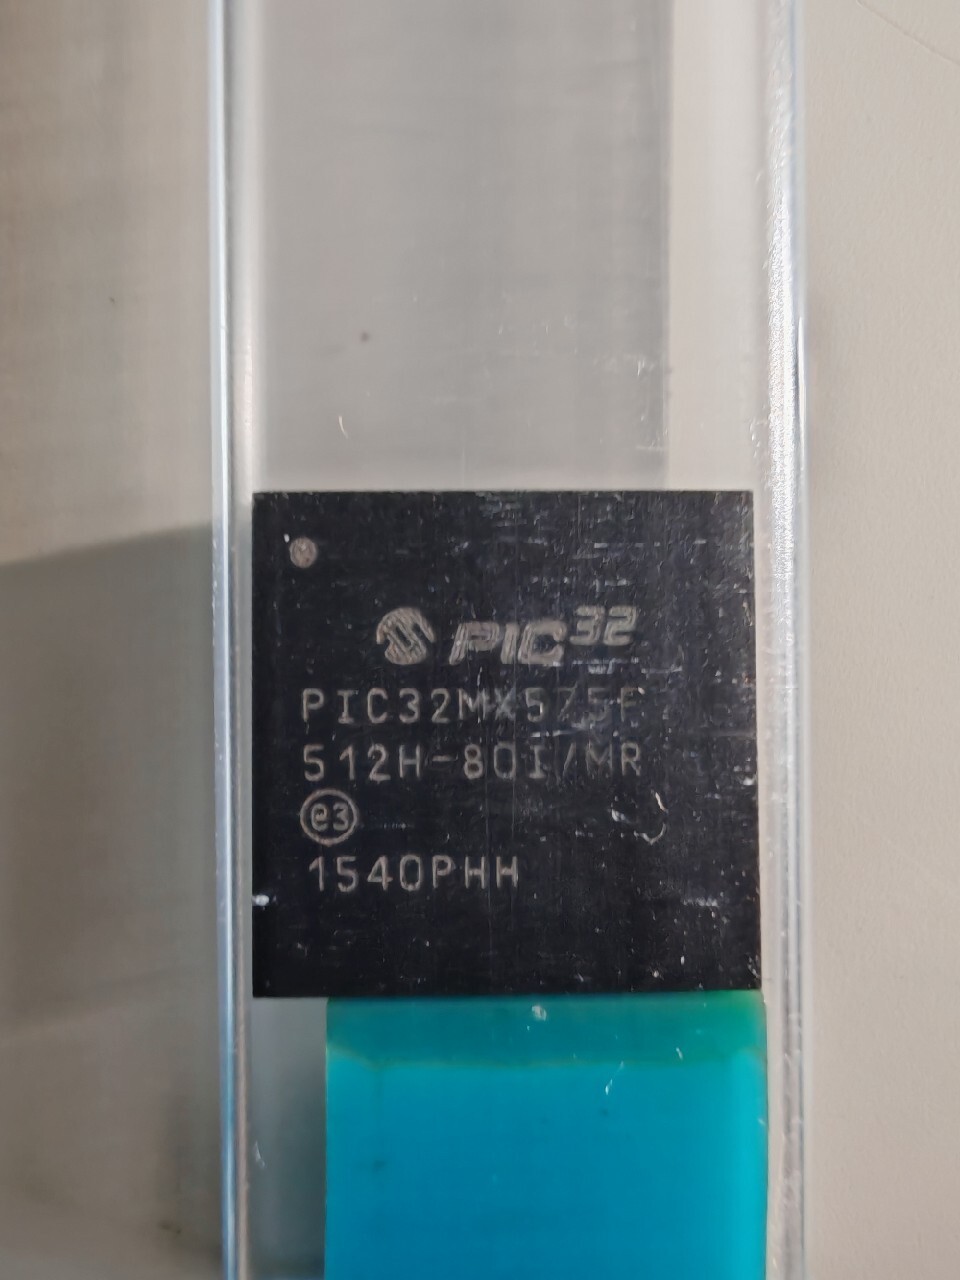 PIC32
PIC32MX575F
512H-80I/MR
e3
1540PHH